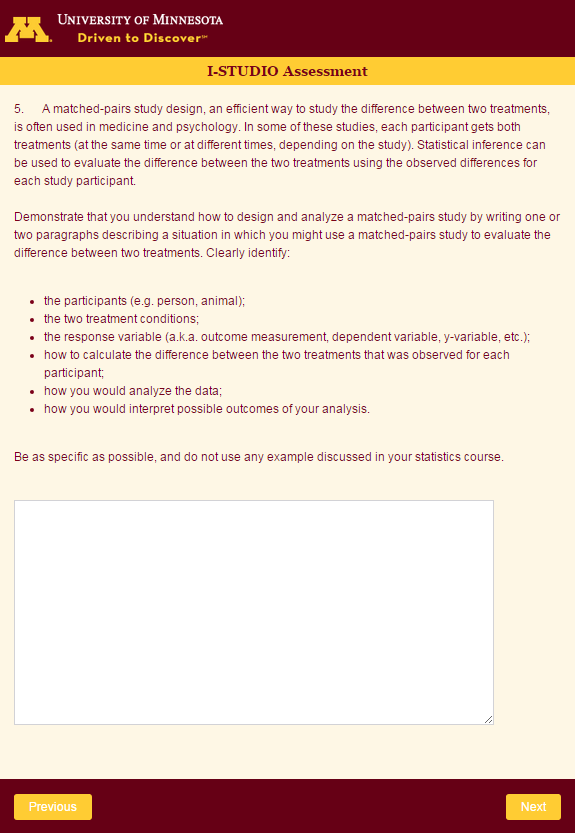 UNIVERSITY OF MINNESOTA
Driven to Discover℠
I-STUDIO Assessment
5. A matched-pairs study design, an efficient way to study the difference between two treatments,
is often used in medicine and psychology. In some of these studies, each participant gets both
treatments (at the same time or at different times, depending on the study). Statistical inference can
be used to evaluate the difference between the two treatments using the observed differences for
each study participant.
Demonstrate that you understand how to design and analyze a matched-pairs study by writing one or
two paragraphs describing a situation in which you might use a matched-pairs study to evaluate the
difference between two treatments. Clearly identify:
• the participants (e.g. person, animal);
• the two treatment conditions;
• the response variable (a.k.a. outcome measurement, dependent variable, y-variable, etc.);
• how to calculate the difference between the two treatments that was observed for each
participant;
• how you would analyze the data;
• how you would interpret possible outcomes of your analysis.
Be as specific as possible, and do not use any example discussed in your statistics course.
Previous
Next